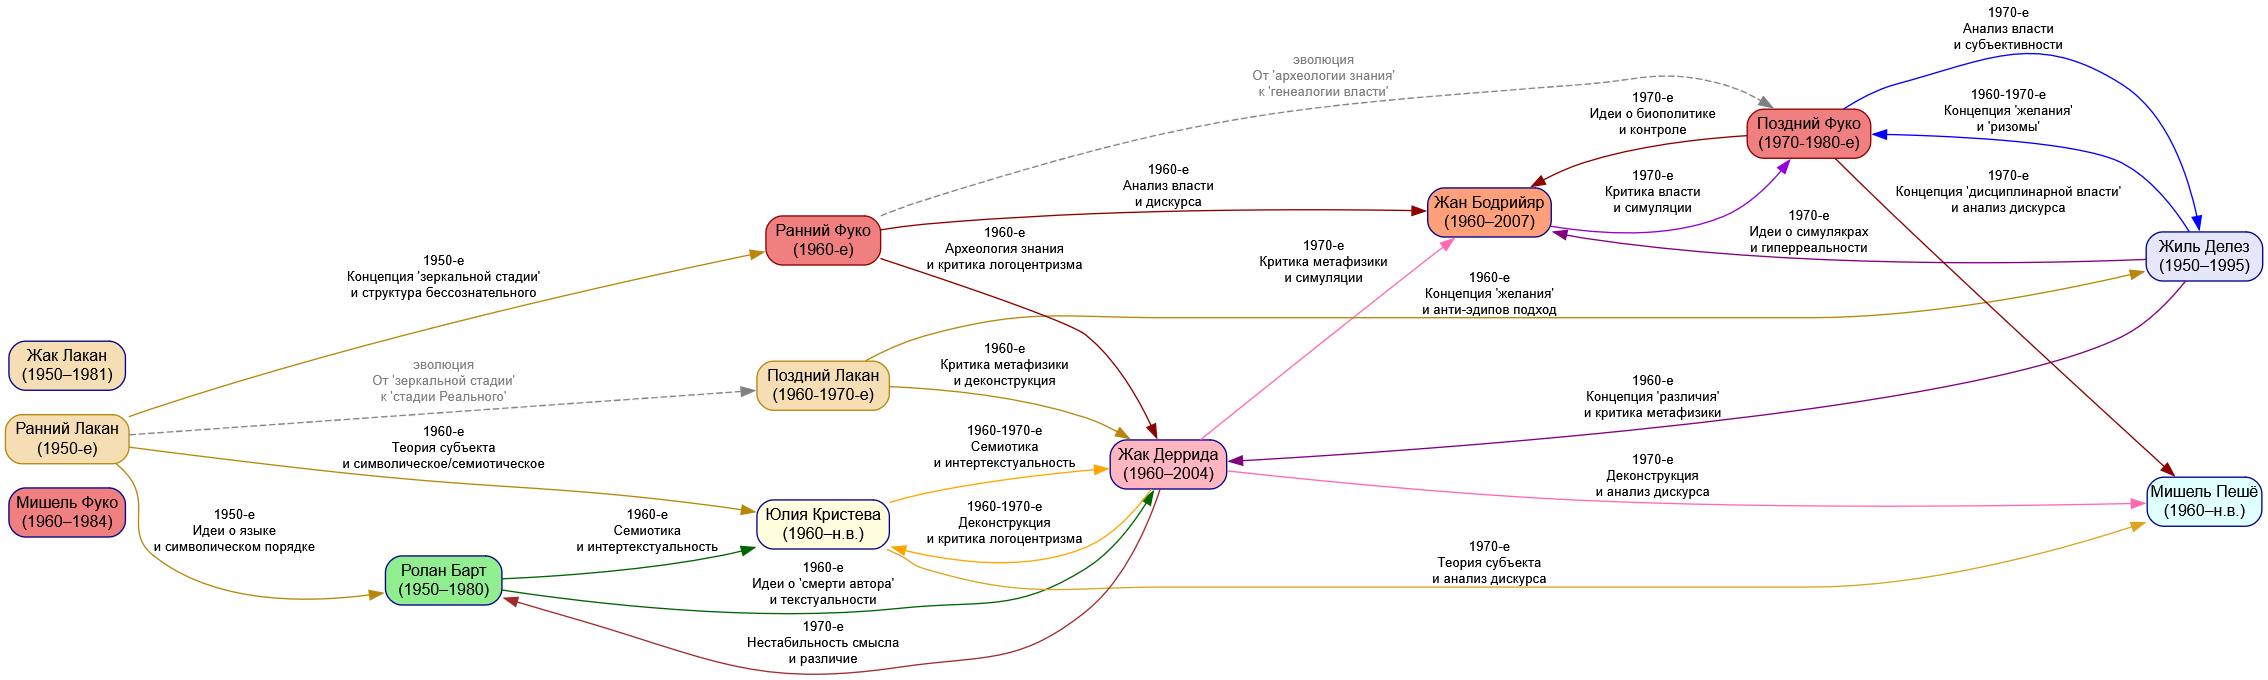 1970-е
Анализ власти
и субъективности
эволюция
От 'археологии знания'
к 'генеалогии власти'
1970-е
Идеи о биополитике
и контроле
1960-1970-е
Концепция 'желания'
и 'ризомы'
Поздний Фуко
(1970-1980-е)
1960-е
Анализ власти
и дискурса
1970-е
Критика власти
и симуляции
1970-е
Концепция 'дисциплинарной власти'
и анализ дискурса
Жан Бодрийяр
(1960–2007)
1970-е
Идеи о симулякрах
и гиперреальности
Ранний Фуко
(1960-е)
1960-е
Археология знания
и критика логоцентризма
1970-е
Критика метафизики
и симуляции
Жиль Делез
(1950–1995)
1950-е
Концепция 'зеркальной стадии'
и структура бессознательного
1960-е
Концепция 'желания'
и анти-эдипов подход
Жак Лакан
(1950–1981)
эволюция
От 'зеркальной стадии'
к 'стадии Реального'
Поздний Лакан
(1960-1970-е)
1960-е
Критика метафизики
и деконструкция
1960-е
Концепция 'различия'
и критика метафизики
Ранний Лакан
(1950-е)
1960-е
Теория субъекта
и символическое/семиотическое
1960-1970-е
Семиотика
и интертекстуальность
Жак Деррида
(1960–2004)
1970-е
Деконструкция
и анализ дискурса
Мишель Пешё
(1960–н.в.)
Мишель Фуко
(1960–1984)
1950-е
Идеи о языке
и символическом порядке
1960-е
Семиотика
и интертекстуальность
Юлия Кристева
(1960–н.в.)
1960-1970-е
Деконструкция
и критика логоцентризма
1970-е
Теория субъекта
и анализ дискурса
Ролан Барт
(1950–1980)
1960-е
Идеи о 'смерти автора'
и текстуальности
1970-е
Нестабильность смысла
и различие